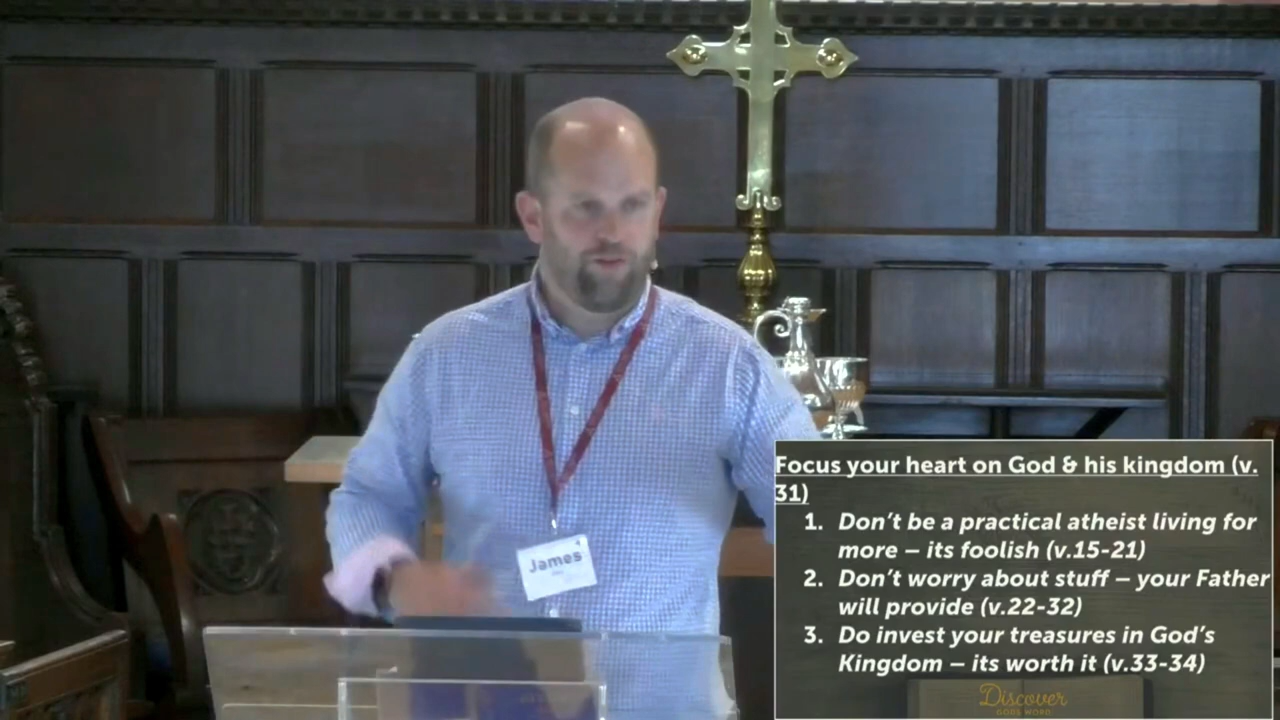 James
Focus your heart on God & his kingdom (v.
31)
1. Don't be a practical atheist living for
more – its foolish (v.15-21)
2. Don't worry about stuff – your Father
will provide (v.22-32)
3. Do invest your treasures in God's
Kingdom – its worth it (v.33-34)
Discover
GODS WORD